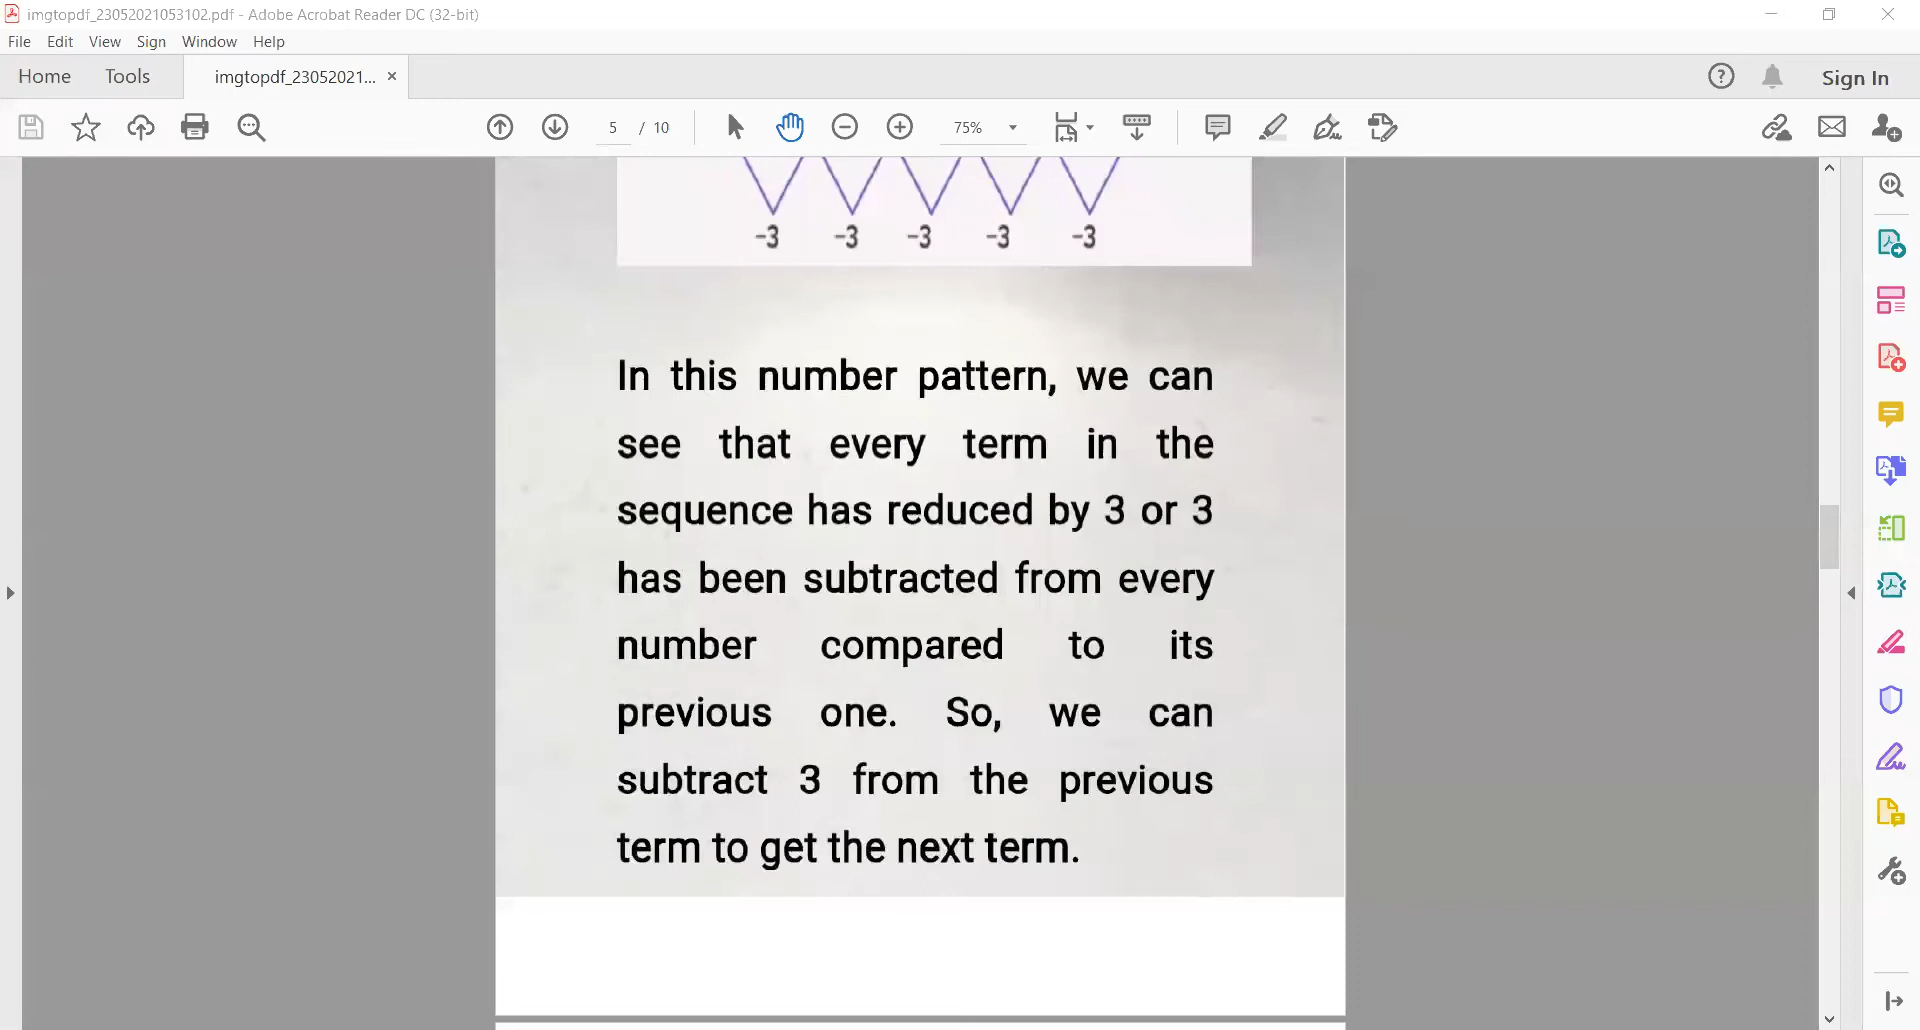 imgtopdf_23052021053102.pdf - Adobe Acrobat Reader DC (32-bit)
File Edit View Sign Window Help
Home Tools imgtopdf_23052021... × Sign In
5 / 10 75%
-3 -3 -3 -3 -3
In this number pattern, we can
see that every term in the
sequence has reduced by 3 or 3
has been subtracted from every
number compared to its
previous one. So, we can
subtract 3 from the previous
term to get the next term.